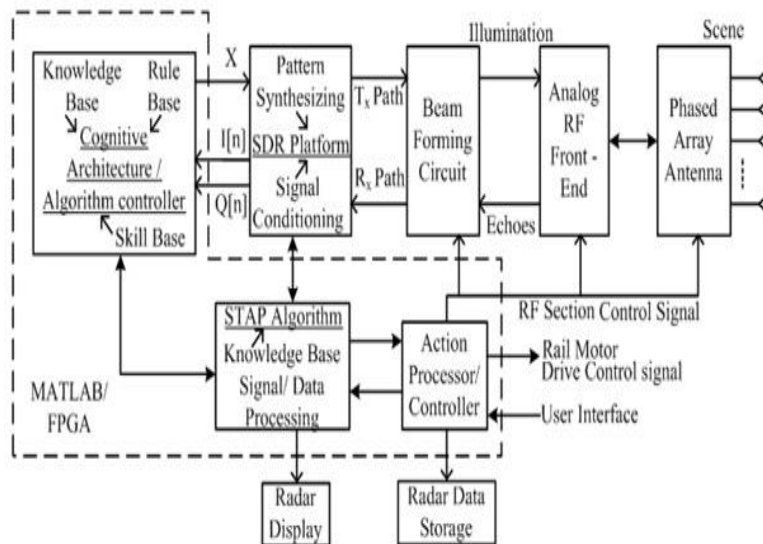 Knowledge Base
Rule Base
Cognitive
Architecture /
Algorithm controller
Skill Base
X
I[n]
Q[n]
Pattern
Synthesizing
SDR Platform
Signal
Conditioning
Tx Path
Rx Path
Beam
Forming
Circuit
Illumination
Echoes
Analog
RF
Front -
End
Scene
Phased
Array
Antenna
RF Section Control Signal
STAP Algorithm
Knowledge Base
Signal/ Data
Processing
Action
Processor/
Controller
Rail Motor
Drive Control signal
User Interface
MATLAB/
FPGA
Radar
Display
Radar Data
Storage